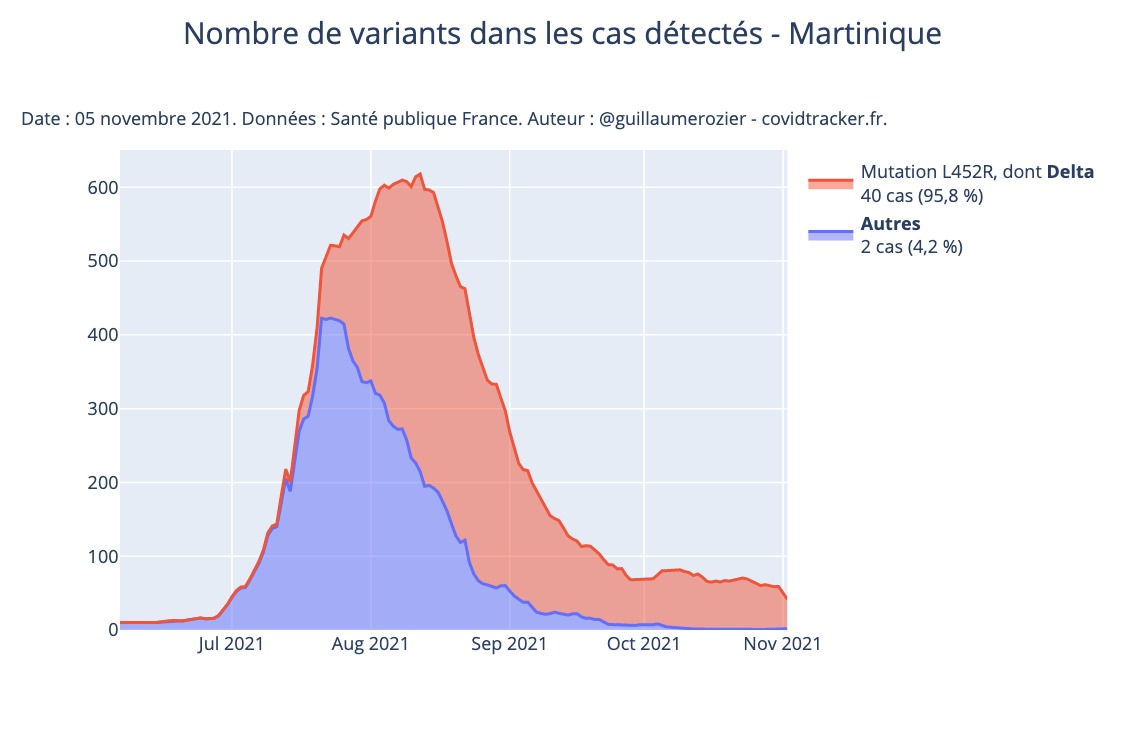 Nombre de variants dans les cas détectés - Martinique
Date : 05 novembre 2021. Données : Santé publique France. Auteur : @guillaumerozier - covidtracker.fr.
Mutation L452R, dont Delta
40 cas (95,8 %)
Autres
2 cas (4,2 %)
600
500
400
300
200
100
0
Jul 2021
Aug 2021
Sep 2021
Oct 2021
Nov 2021